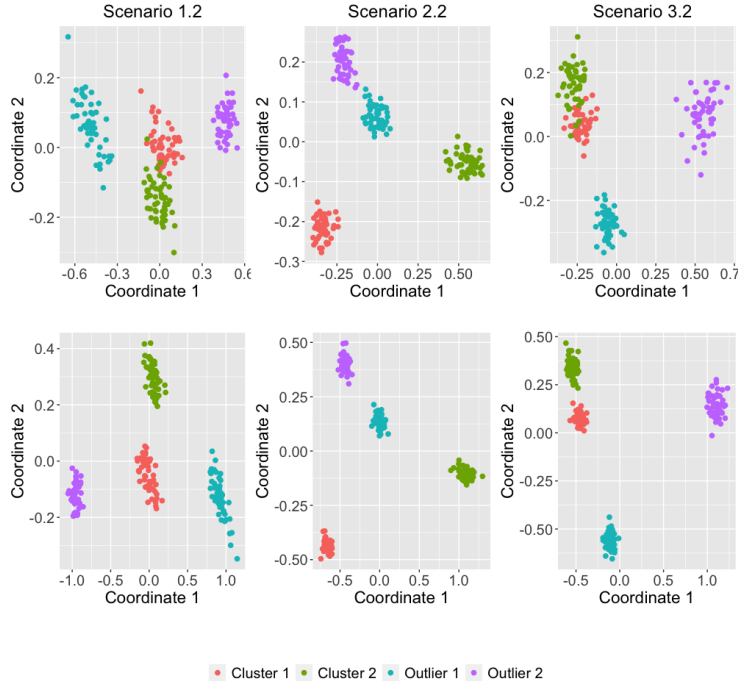 Scenario 1.2 Scenario 2.2 Scenario 3.2
Coordinate 2
0.2
0.0
-0.2
-0.6 -0.3 0.0 0.3 0.6
Coordinate 1
Coordinate 2
0.2
0.1
0.0
-0.1
-0.2
-0.3
-0.25 0.00 0.25 0.50
Coordinate 1
Coordinate 2
0.2
0.0
-0.2
-0.25 0.00 0.25 0.50 0.7
Coordinate 1
Coordinate 2
0.4
0.2
0.0
-0.2
-1.0 -0.5 0.0 0.5 1.0
Coordinate 1
Coordinate 2
0.50
0.25
0.00
-0.25
-0.50
-0.5 0.0 0.5 1.0
Coordinate 1
Coordinate 2
0.50
0.25
0.00
-0.25
-0.50
-0.5 0.0 0.5 1.0
Coordinate 1
Cluster 1 Cluster 2 Outlier 1 Outlier 2